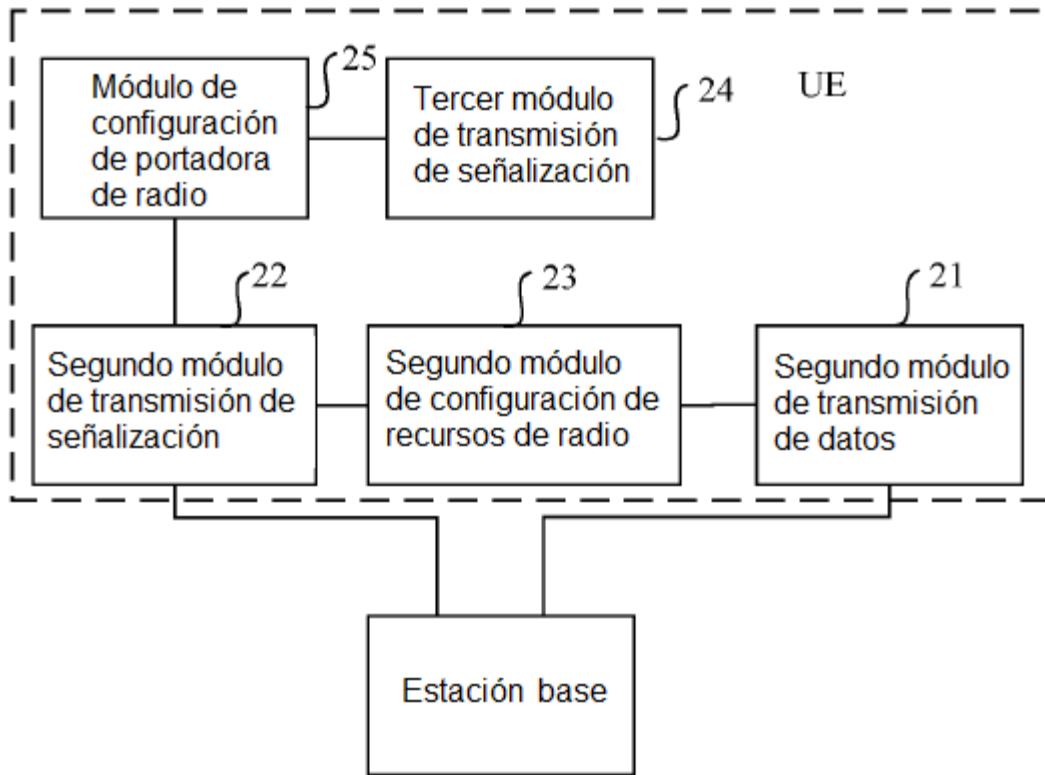 Módulo de
configuración
de portadora
de radio
25
Tercer módulo
de transmisión
de señalización
24
UE
22
Segundo módulo
de transmisión de
señalización
23
Segundo módulo
de configuración de
recursos de radio
21
Segundo módulo
de transmisión
de datos
Estación base